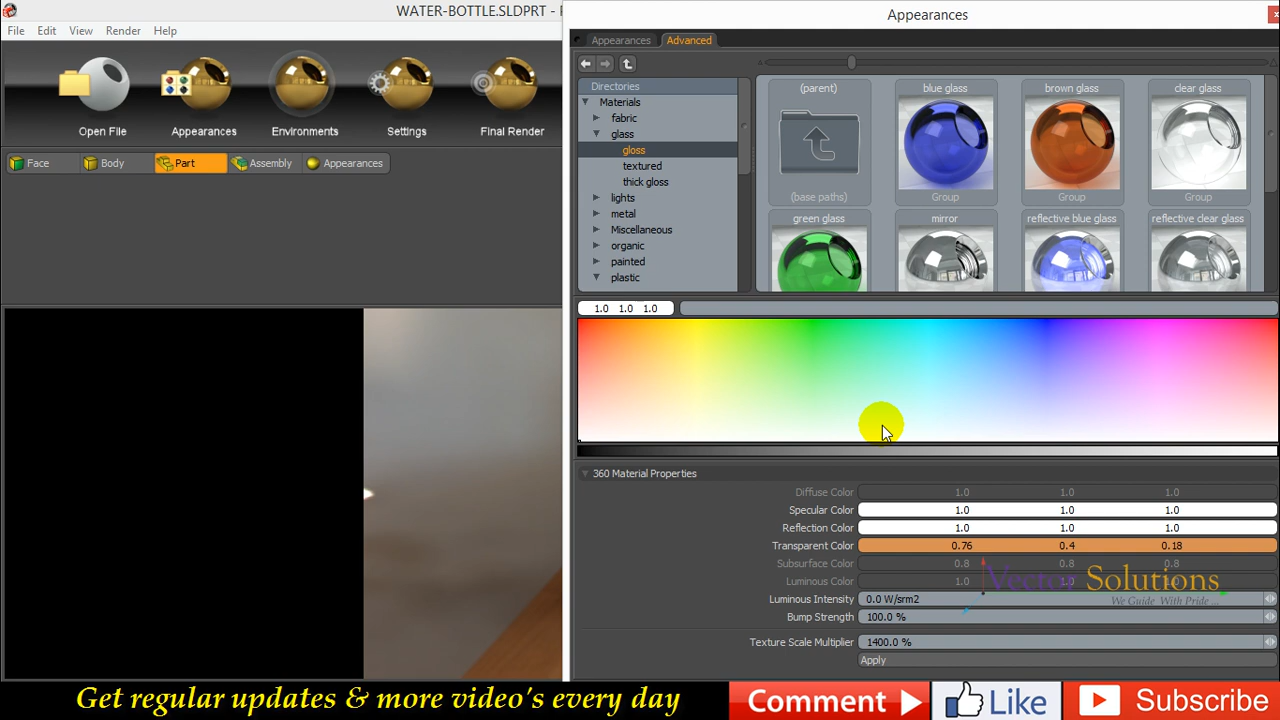 WATER-BOTTLE.SLDPRT -
Appearances
File Edit View Render Help
Appearances Advanced
Open File Appearances Environments Settings Final Render
Face Body Part Assembly Appearances
Directories
Materials
fabric
glass
gloss
textured
thick gloss
lights
metal
Miscellaneous
organic
painted
plastic
(parent) blue glass brown glass clear glass
(base paths) Group Group Group
green glass mirror reflective blue glass reflective clear glass
1.0 1.0 1.0
360 Material Properties
Diffuse Color 1.0 1.0 1.0
Specular Color 1.0 1.0 1.0
Reflection Color 1.0 1.0 1.0
Transparent Color 0.76 0.4 0.18
Subsurface Color 0.8 0.8 0.8
Luminous Color 1.0 1.0 1.0
Luminous Intensity 0.0 W/srm2
Bump Strength 100.0 %
Texture Scale Multiplier 1400.0 %
Apply
Vector Solutions
We Guide With Pride ...
Get regular updates & more video's every day
Comment Like Subscribe